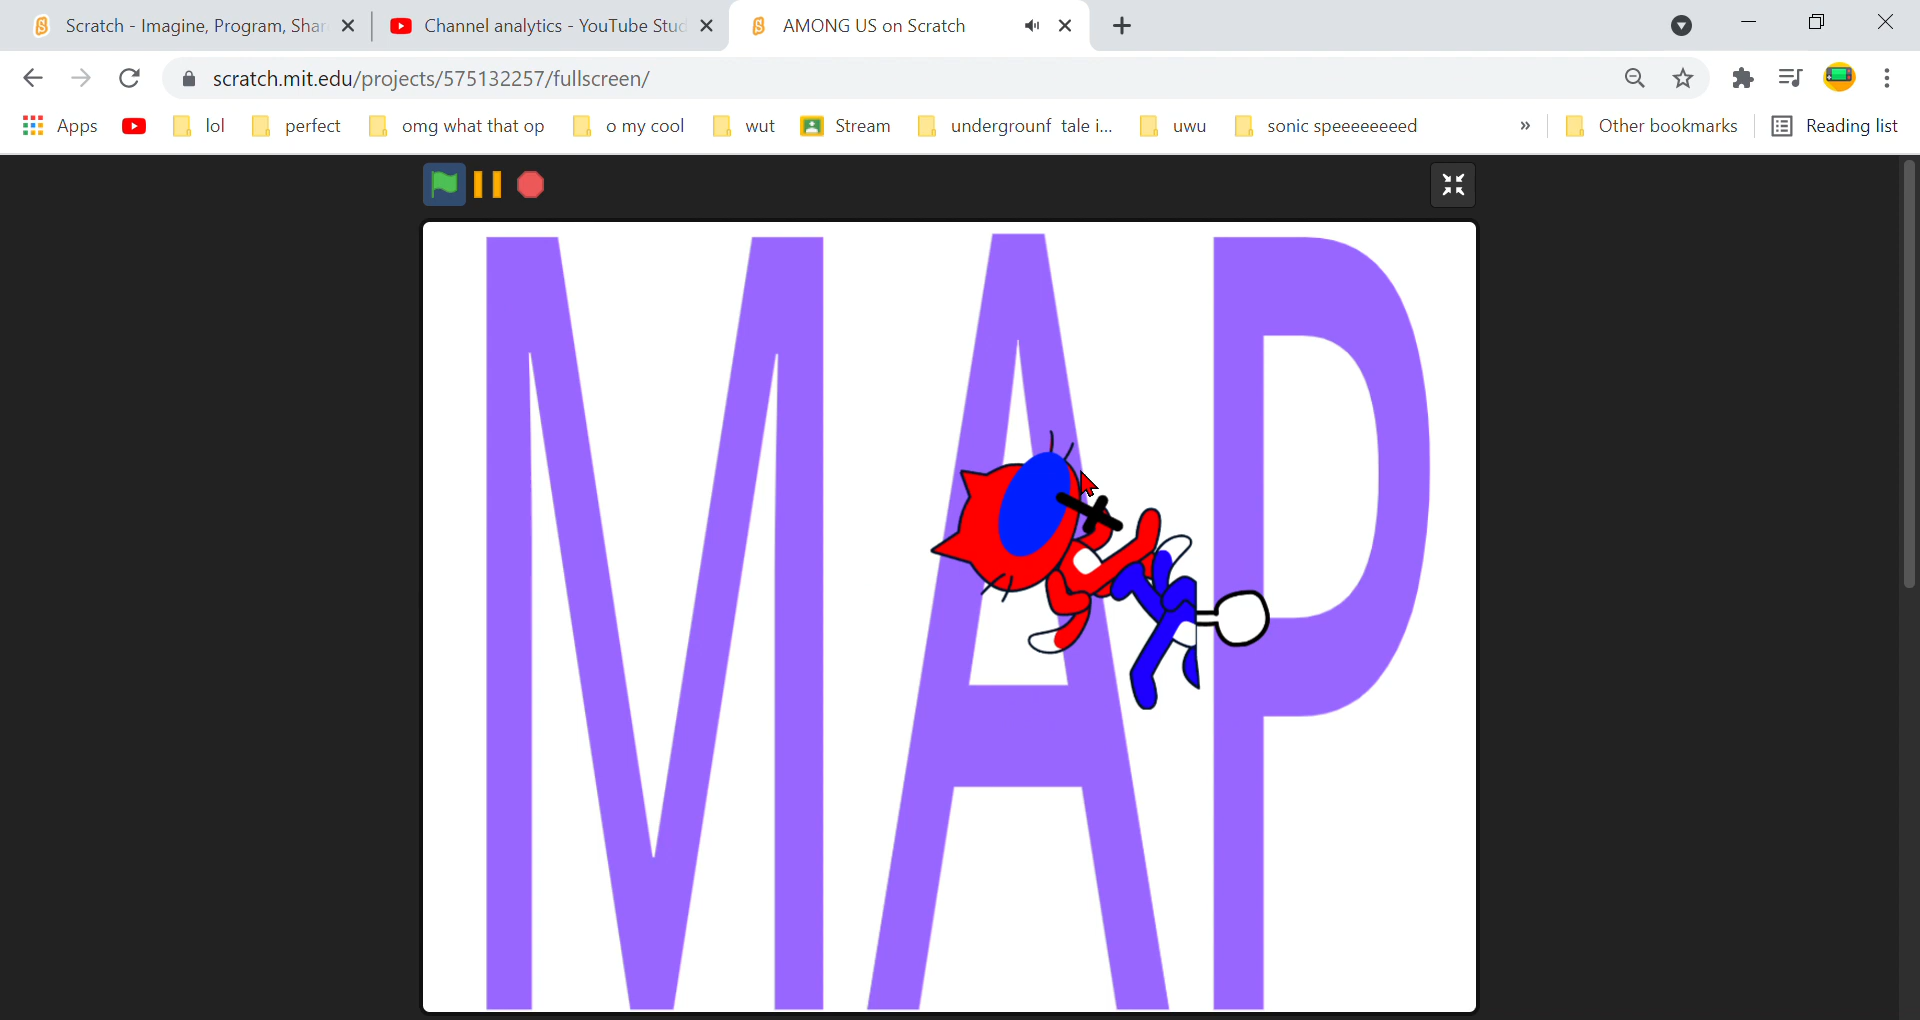 Scratch - Imagine, Program, Shar
Channel analytics - YouTube Stud
AMONG US on Scratch
scratch.mit.edu/projects/575132257/fullscreen/
Apps
lol
perfect
omg what that op
o my cool
wut
Stream
undergrounf tale i...
uwu
sonic speeeeeeeed
»
Other bookmarks
Reading list
MAP